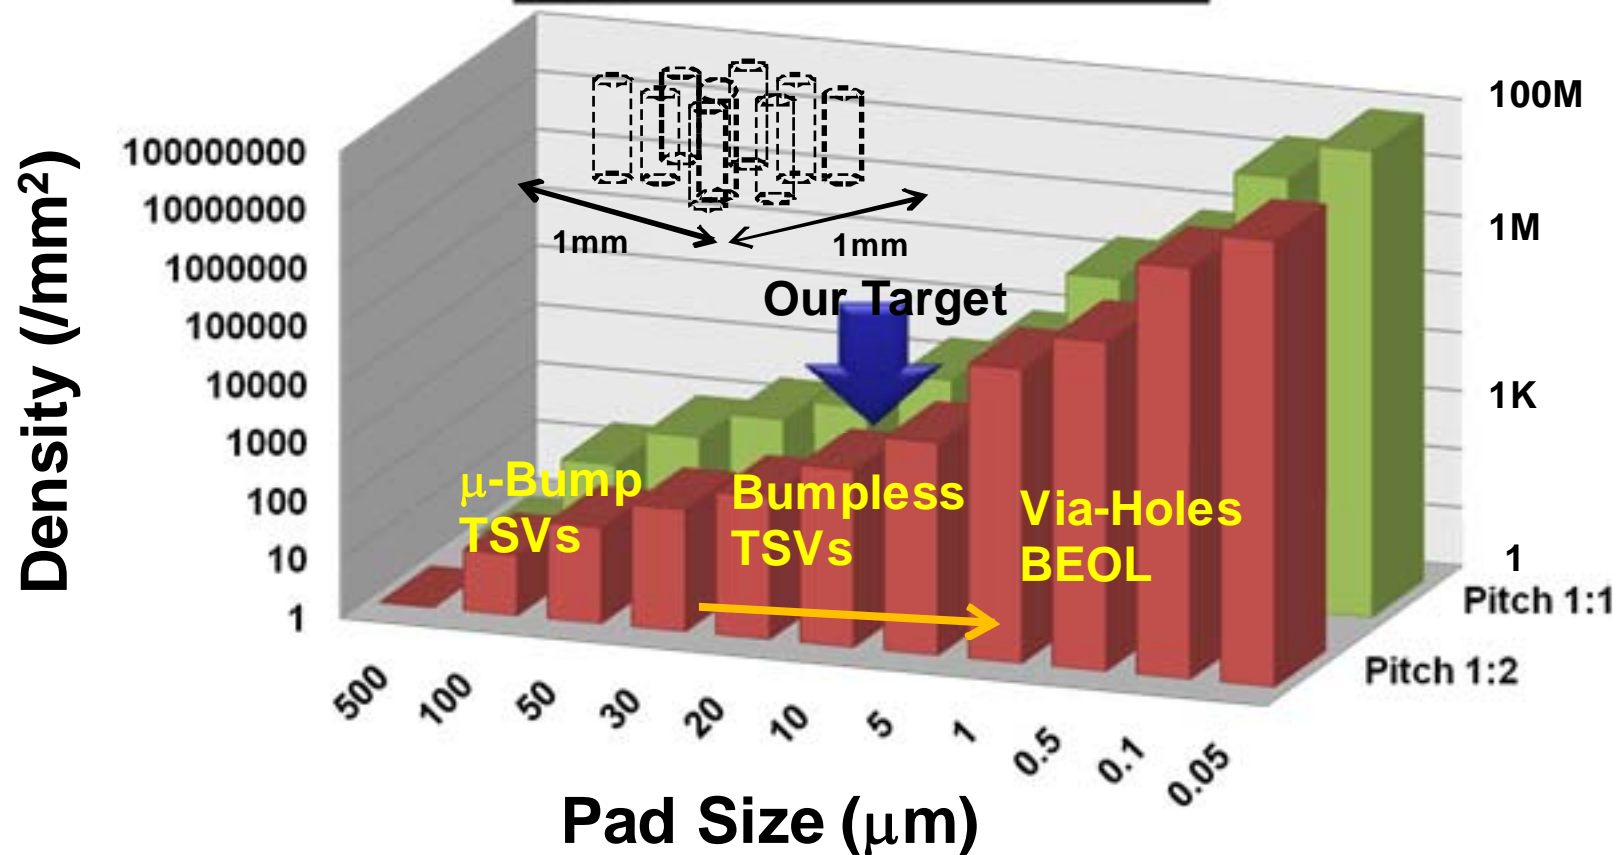 Density (/mm²)
100000000
10000000
1000000
100000
10000
1000
100
10
1
100M
1M
1K
1
1mm
1mm
Our Target
μ-Bump
TSVs
Bumpless
TSVs
Via-Holes
BEOL
Pitch 1:1
Pitch 1:2
500
100
50
30
20
10
5
1
0.5
0.1
0.05
Pad Size (μm)